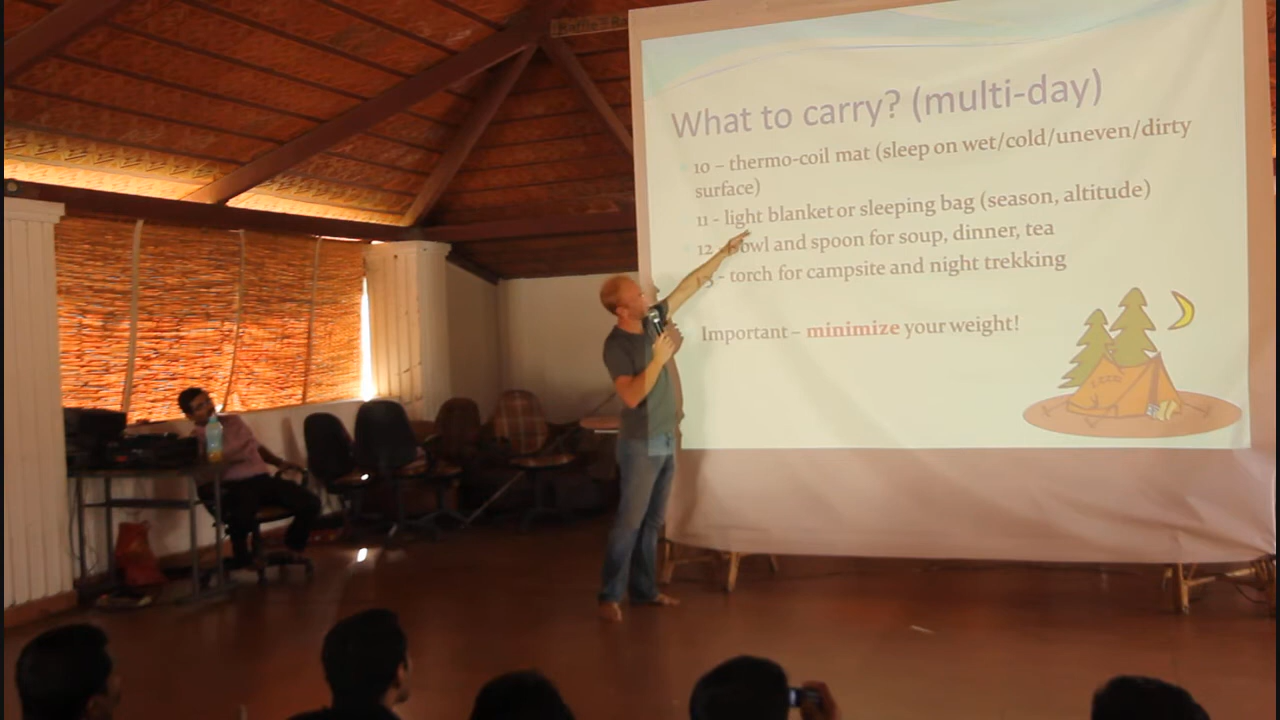 What to carry? (multi-day)
10 – thermo-coil mat (sleep on wet/cold/uneven/dirty
surface)
11 - light blanket or sleeping bag (season, altitude)
12 - bowl and spoon for soup, dinner, tea
13 - torch for campsite and night trekking
Important – minimize your weight!